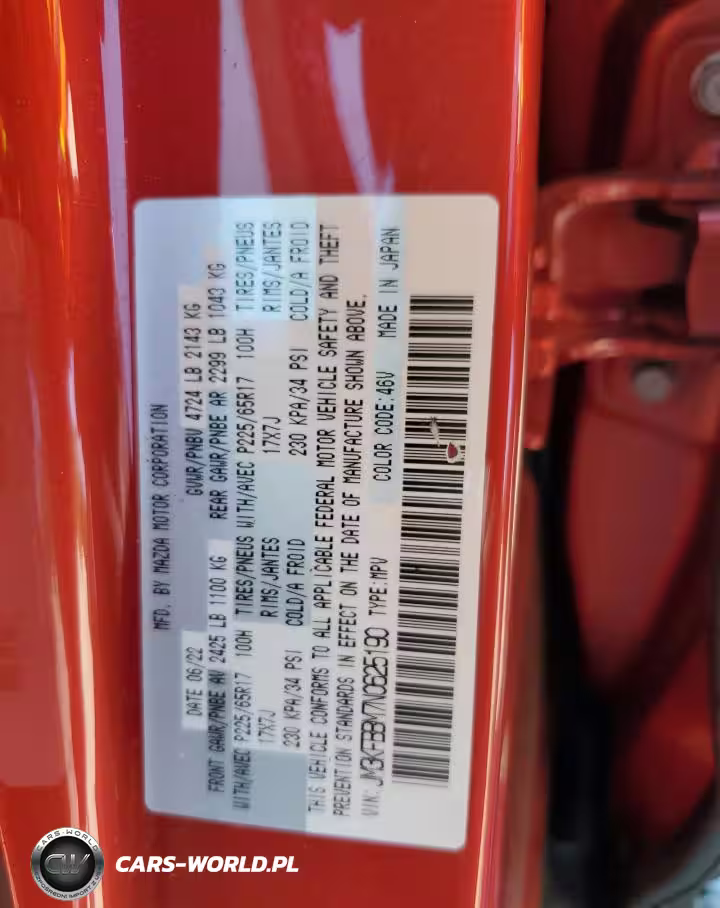 MFD. BY MAZDA MOTOR CORPORATION
DATE 06/22 GVWR/PNBV 4724 LB 2143 KG
FRONT GAWR/PNBE AV 2425 LB 1100 KG REAR GAWR/PNBE AR 2299 LB 1043 KG
WITH/AVEC P225/65R17 100H TIRES/PNEUS WITH/AVEC P225/65R17 100H TIRES/PNEUS
17X7J RIMS/JANTES 17X7J RIMS/JANTES
230 KPA/34 PSI COLD/A FROID 230 KPA/34 PSI COLD/A FROID
THIS VEHICLE CONFORMS TO ALL APPLICABLE FEDERAL MOTOR VEHICLE SAFETY AND THEFT
PREVENTION STANDARDS IN EFFECT ON THE DATE OF MANUFACTURE SHOWN ABOVE.
VIN: JM3KFBBM7N0625190 TYPE:MPV COLOR CODE:46V MADE IN JAPAN
CARS-WORLD
CW
CARS-WORLD.PL